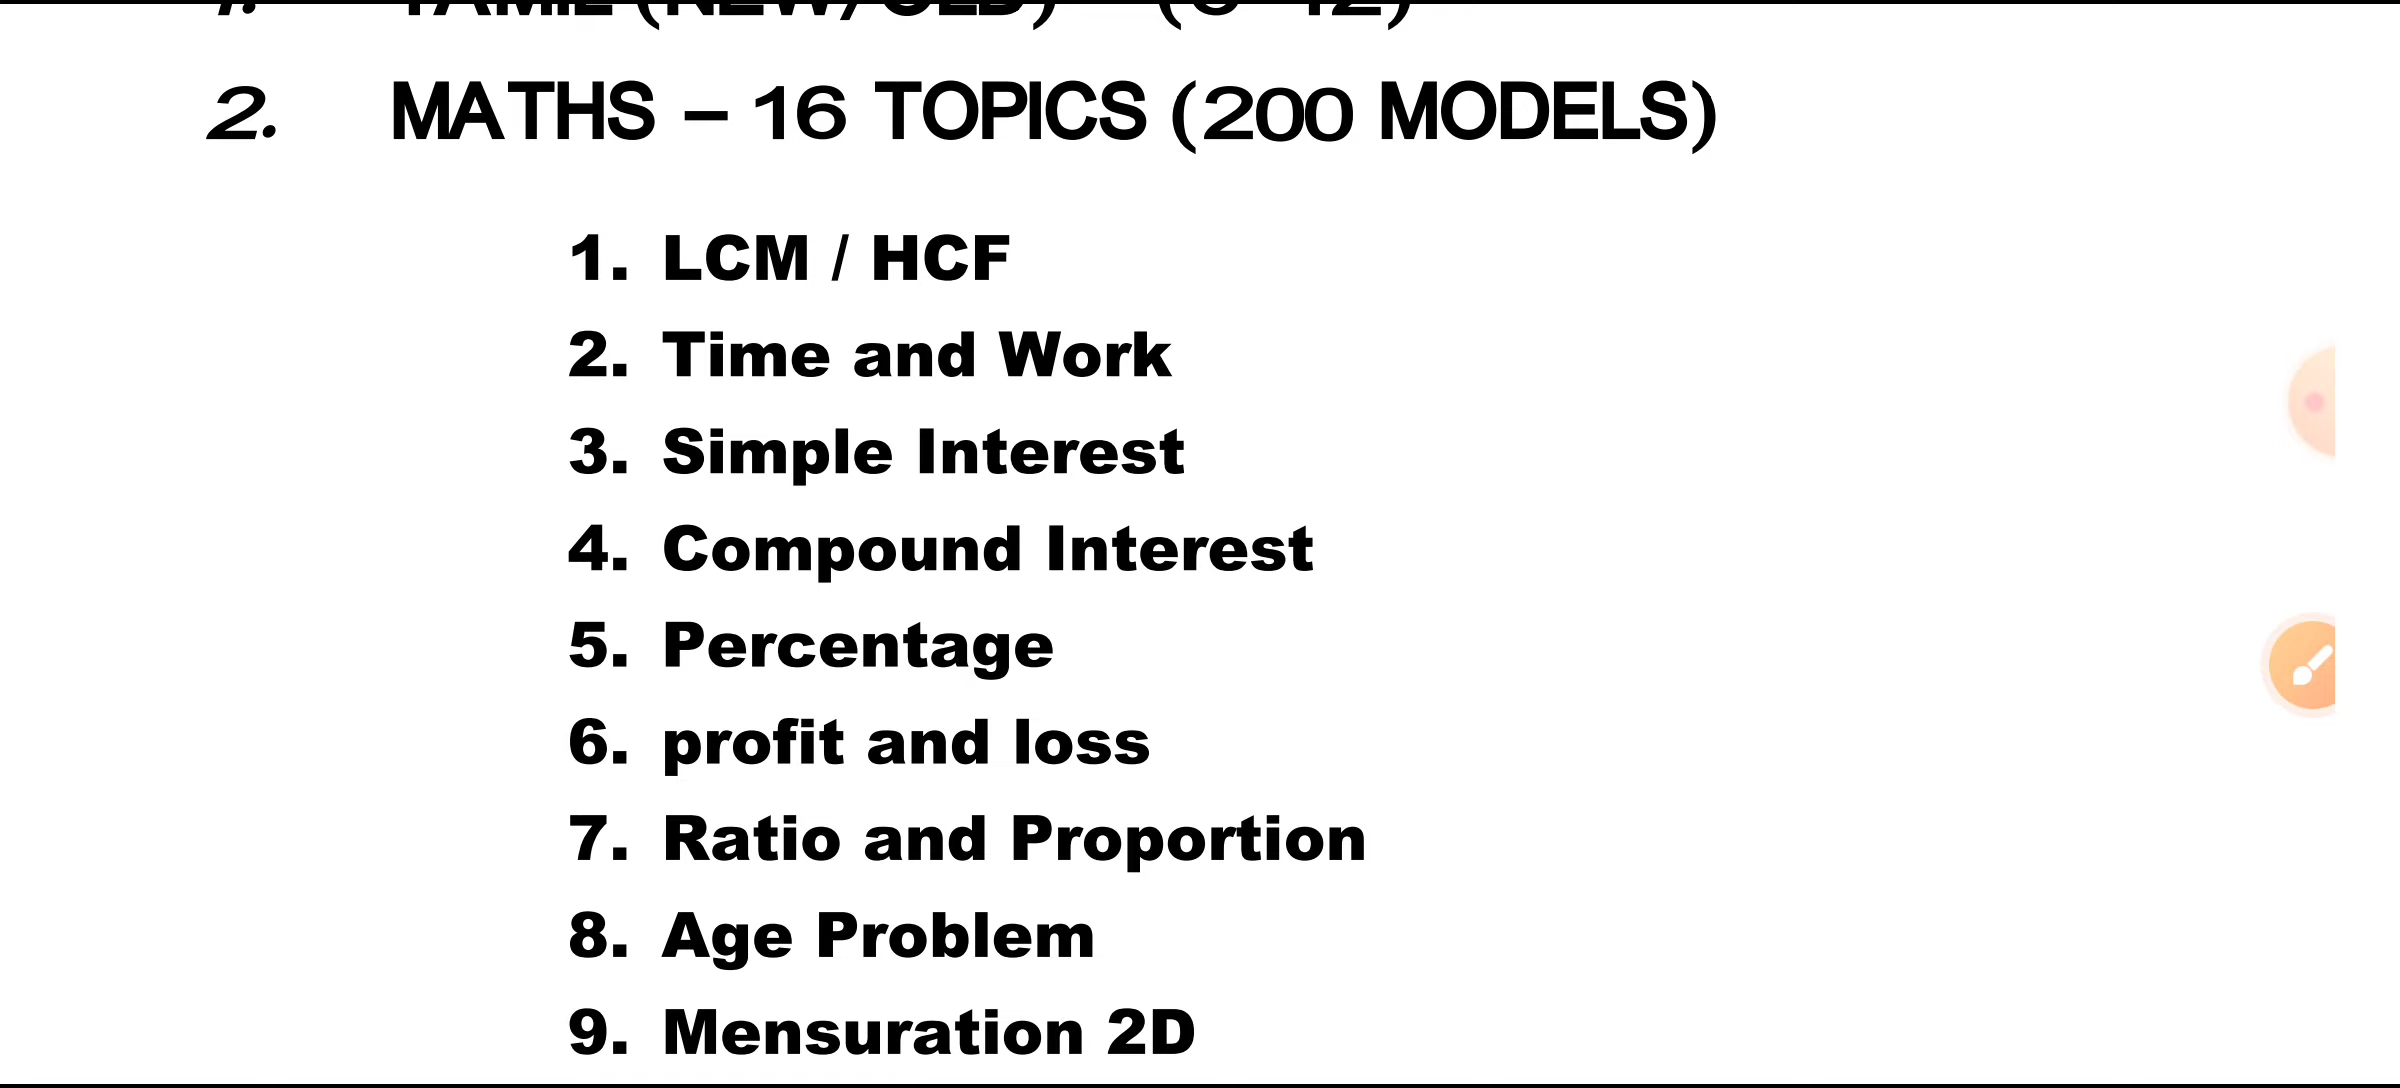 2. MATHS – 16 TOPICS (200 MODELS)
1. LCM / HCF
2. Time and Work
3. Simple Interest
4. Compound Interest
5. Percentage
6. profit and loss
7. Ratio and Proportion
8. Age Problem
9. Mensuration 2D